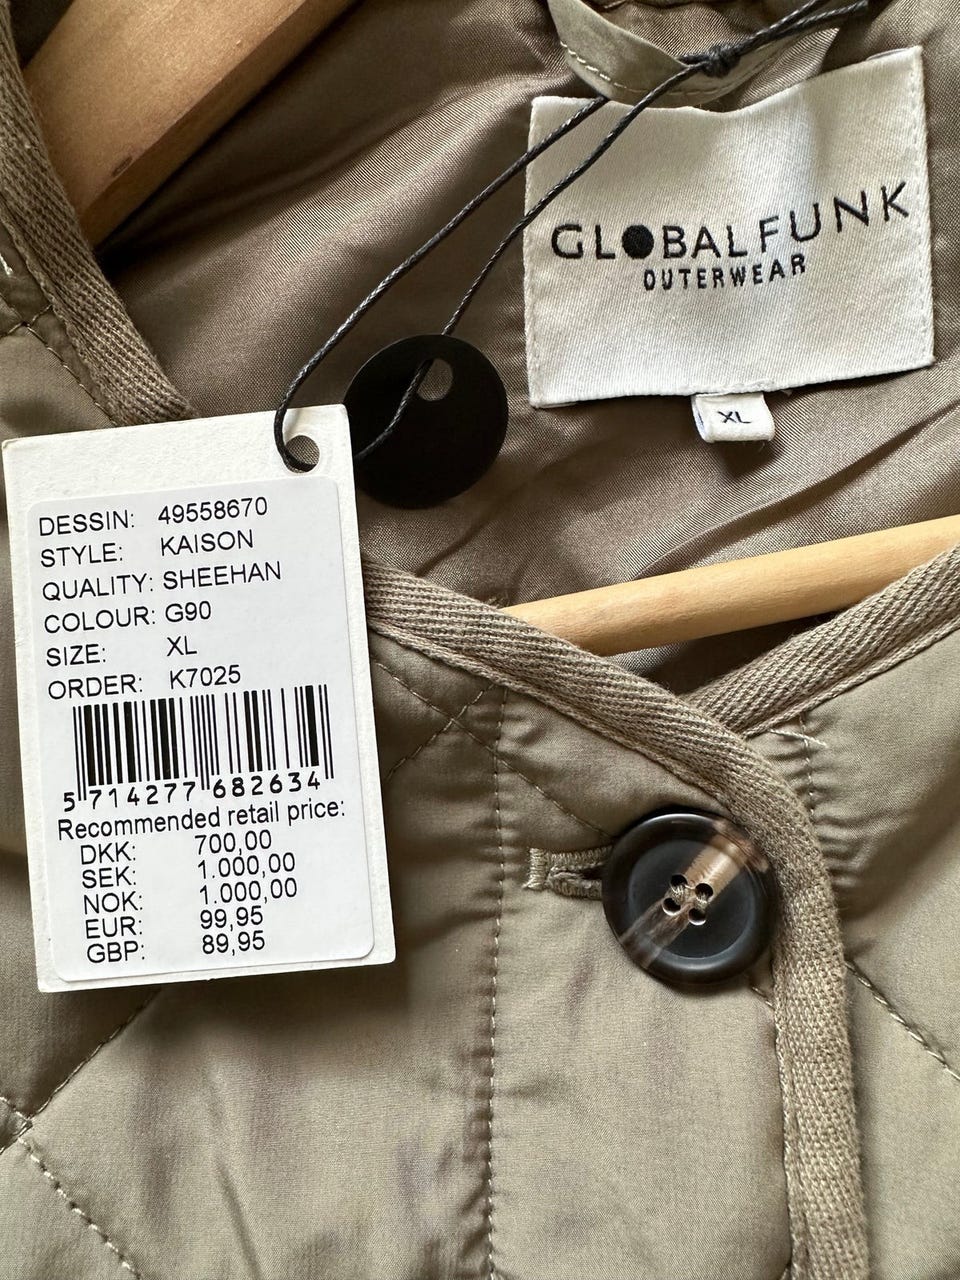 GLOBALFUNK
OUTERWEAR
XL
DESSIN: 49558670
STYLE: KAISON
QUALITY: SHEEHAN
COLOUR: G90
SIZE: XL
ORDER: K7025
5 714277 682634
Recommended retail price:
DKK: 700,00
SEK: 1.000,00
NOK: 1.000,00
EUR: 99,95
GBP: 89,95